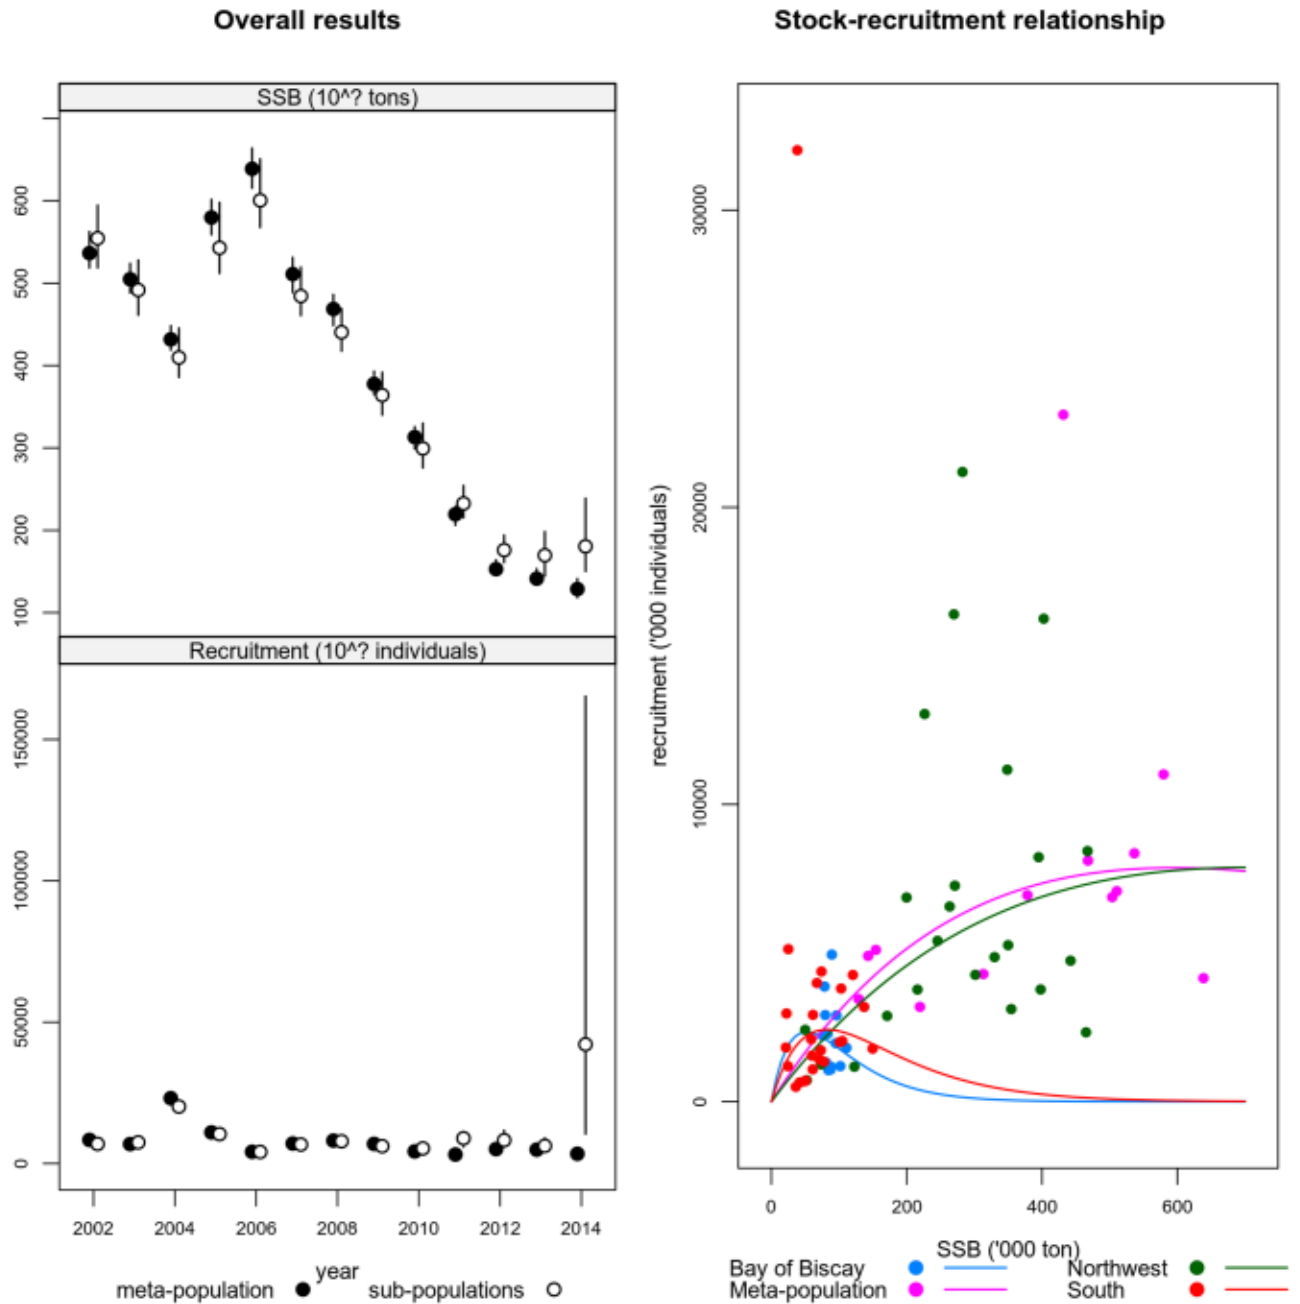 Overall results
SSB (10^? tons)
600
500
400
300
200
100
Recruitment (10^? individuals)
150000
100000
50000
0
2002 2004 2006 2008 2010 2012 2014
year
meta-population sub-populations
Stock-recruitment relationship
recruitment ('000 individuals)
30000
20000
10000
0
0 200 400 600
SSB ('000 ton)
Bay of Biscay Northwest
Meta-population South